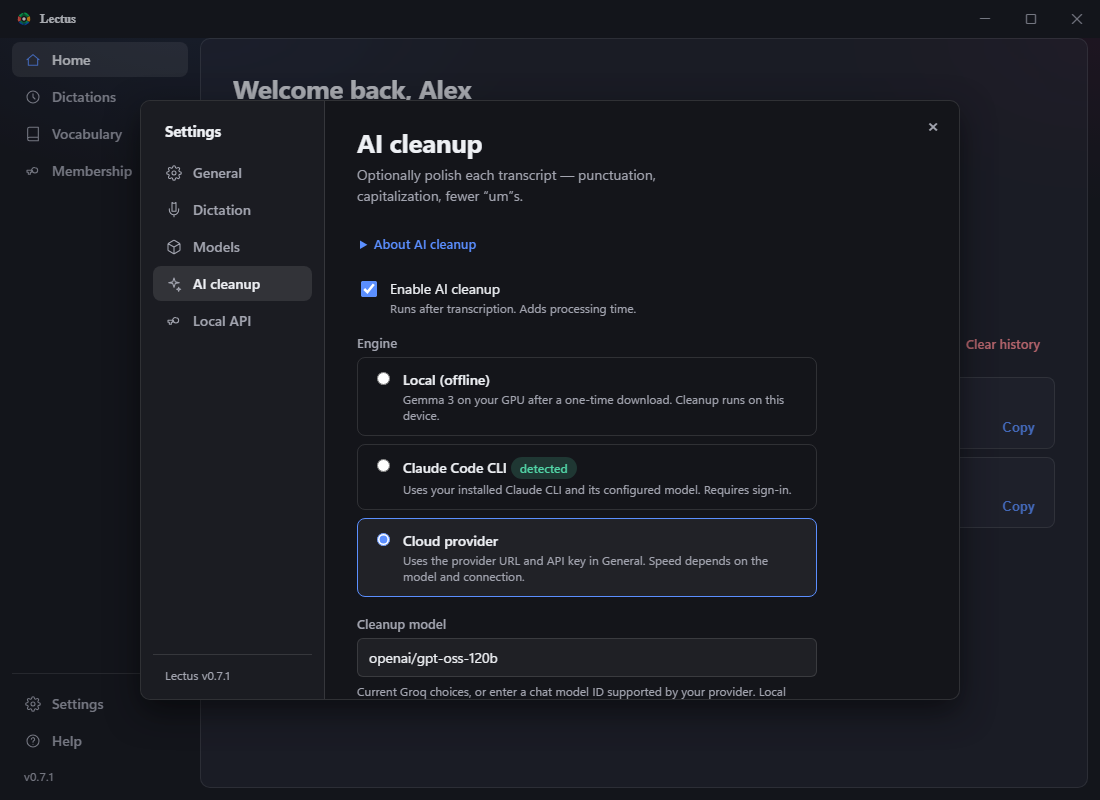 Lectus
Home
Dictations
Vocabulary
Membership
Settings
Help
v0.7.1
Welcome back, Alex
Clear history
Copy
Copy
Settings
General
Dictation
Models
AI cleanup
Local API
Lectus v0.7.1
AI cleanup
Optionally polish each transcript — punctuation,
capitalization, fewer “um”s.
About AI cleanup
Enable AI cleanup
Runs after transcription. Adds processing time.
Engine
Local (offline)
Gemma 3 on your GPU after a one-time download. Cleanup runs on this
device.
Claude Code CLI detected
Uses your installed Claude CLI and its configured model. Requires sign-in.
Cloud provider
Uses the provider URL and API key in General. Speed depends on the
model and connection.
Cleanup model
openai/gpt-oss-120b
Current Groq choices, or enter a chat model ID supported by your provider. Local